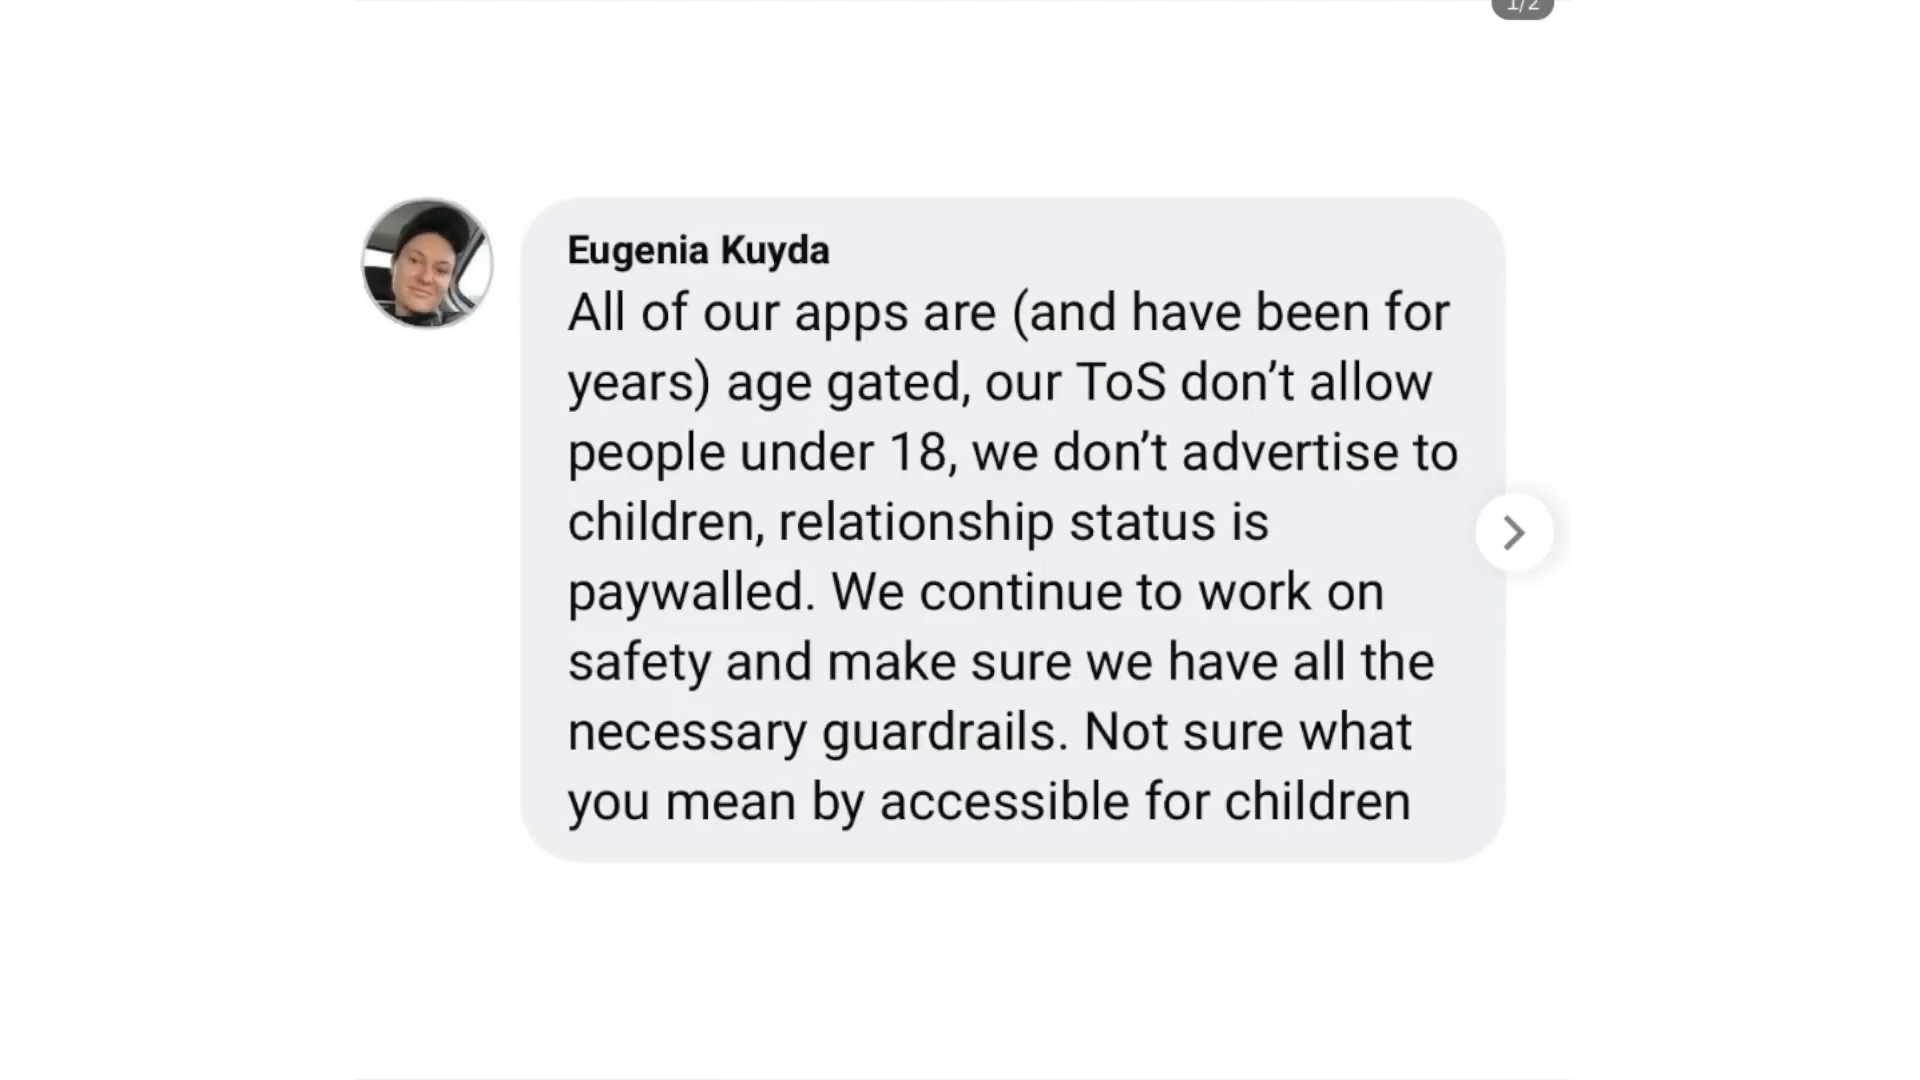 1/2
Eugenia Kuyda
All of our apps are (and have been for
years) age gated, our ToS don’t allow
people under 18, we don’t advertise to
children, relationship status is
paywalled. We continue to work on
safety and make sure we have all the
necessary guardrails. Not sure what
you mean by accessible for children